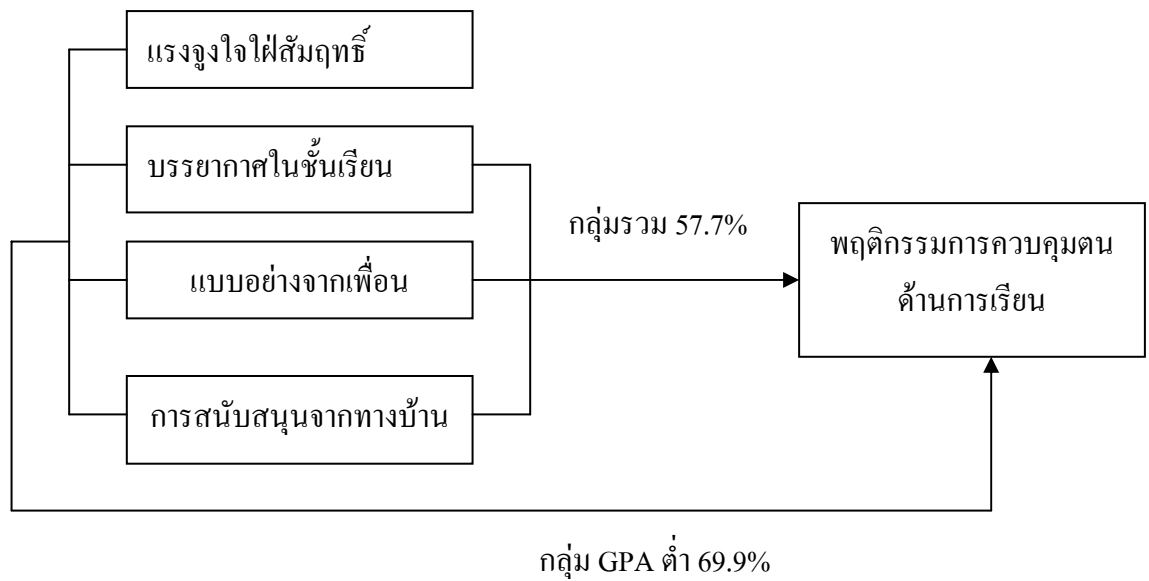 แรงจูงใจใฝ่สัมฤทธิ์
บรรยากาศในชั้นเรียน
แบบอย่างจากเพื่อน
การสนับสนุนจากทางบ้าน
กลุ่มรวม 57.7%
พฤติกรรมการควบคุมตน
ด้านการเรียน
กลุ่ม GPA ต่ำ 69.9%